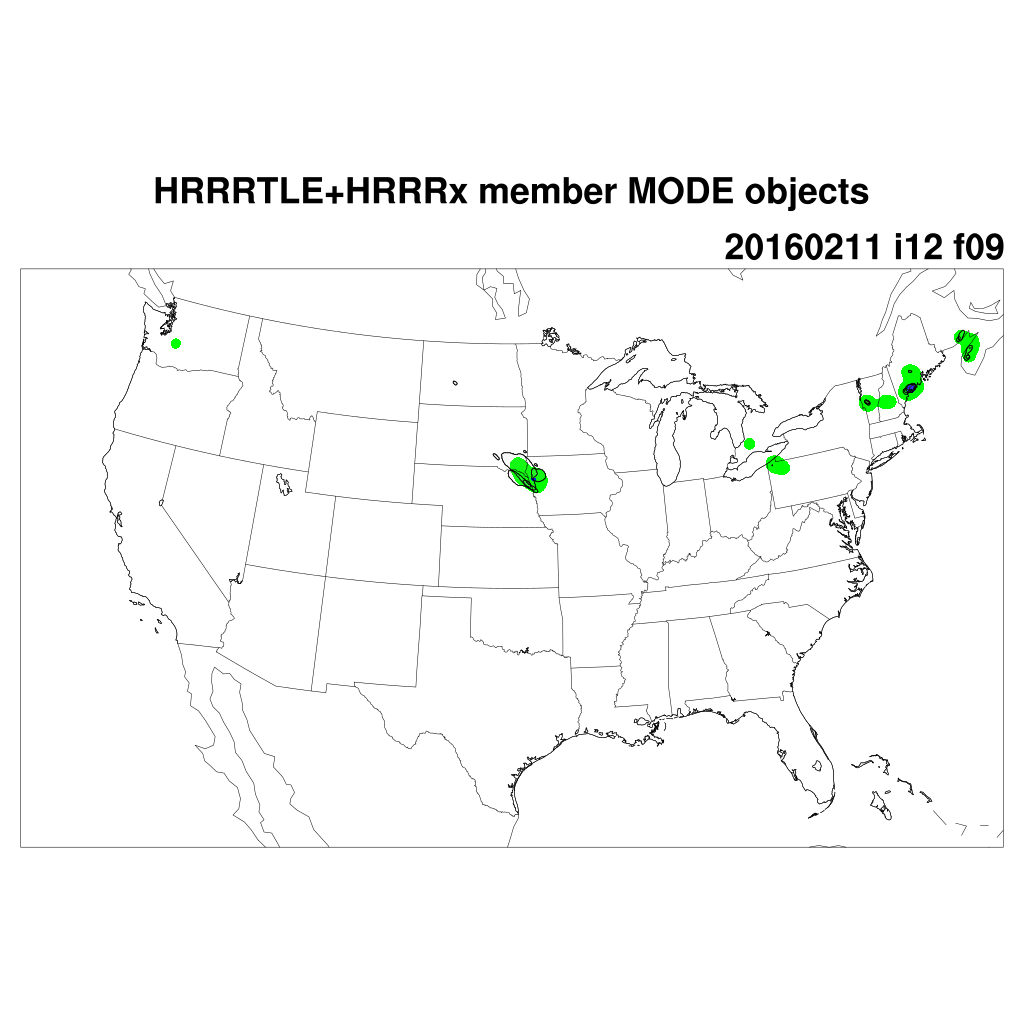 HRRRTLE+HRRRx member MODE objects
20160211 i12 f09